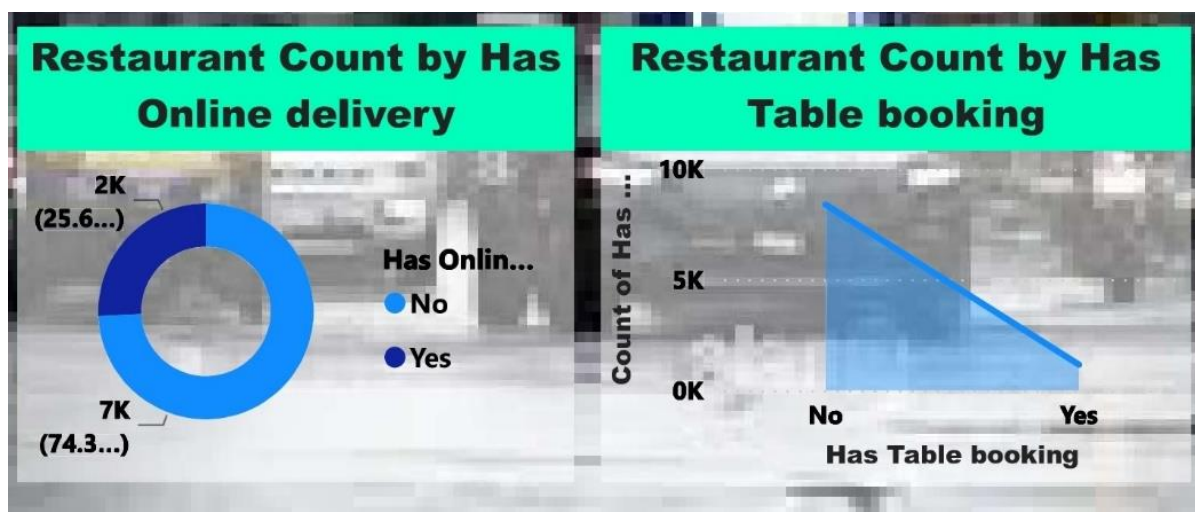 Restaurant Count by Has
Online delivery
2K
(25.6...)
Has Onlin...
No
Yes
7K
(74.3...)
Restaurant Count by Has
Table booking
Count of Has ...
10K
5K
0K
No
Yes
Has Table booking